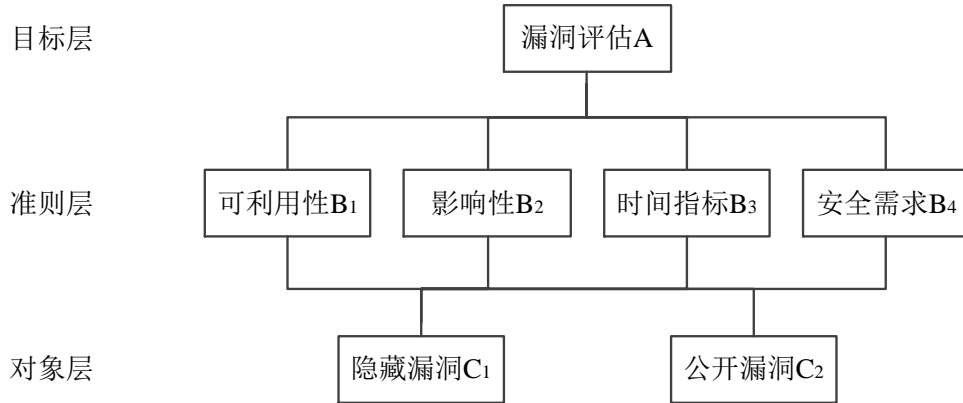 目标层
漏洞评估A
准则层
可利用性B1
影响性B2
时间指标B3
安全需求B4
对象层
隐藏漏洞C1
公开漏洞C2